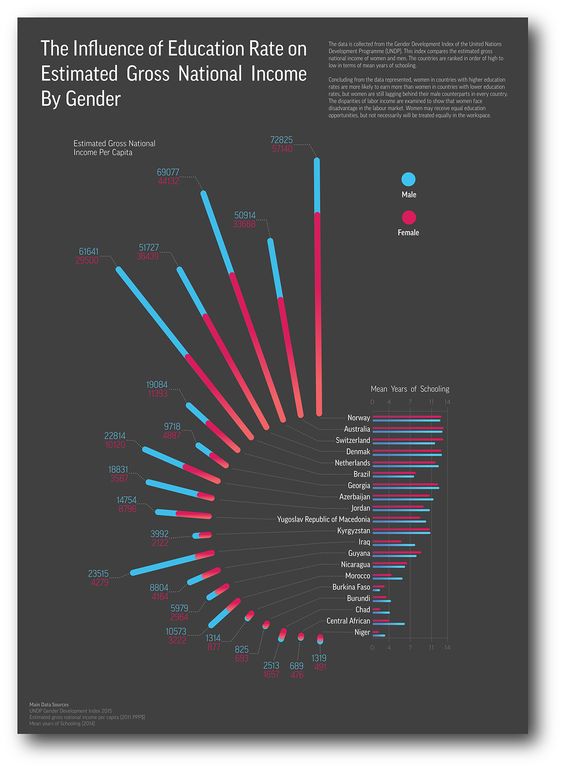 The Influence of Education Rate on
Estimated Gross National Income
By Gender
The data is collected from the Gender Development Index of the United Nations
Development Programme (UNDP). This index compares the estimated gross
national income of women and men. The countries are ranked in order of high to
low in terms of mean years of schooling.
Concluding from the data represented, women in countries with higher education
rates are more likely to earn more than women in countries with lower education
rates, but women are still lagging behind their male counterparts in every country.
The disparities of labor income are examined to show that women face
disadvantage in the labour market. Women may receive equal education
opportunities, but not necessarily will be treated equally in the workspace.
Estimated Gross National
Income Per Capita
72825
57140
69077
44132
50914
33688
61641
29500
51727
36439
Male
Female
19084
11393
9718
4887
22814
10120
18831
3587
14754
8796
3992
2122
23515
4279
8804
4164
5979
2964
10573
3222
1314
877
825
693
2513
1657
689
476
1319
491
Mean Years of Schooling
0 4 7 11 14
Norway
Australia
Switzerland
Denmak
Netherlands
Brazil
Georgia
Azerbaijan
Jordan
Yugoslav Republic of Macedonia
Kyrgyzstan
Iraq
Guyana
Nicaragua
Morocco
Burkina Faso
Burundi
Chad
Central African
Niger
0 4 7 11 14
Main Data Sources
UNDP Gender Development Index 2015
Estimated gross national income per capita (2011 PPP$)
Mean years of Schooling (2014)